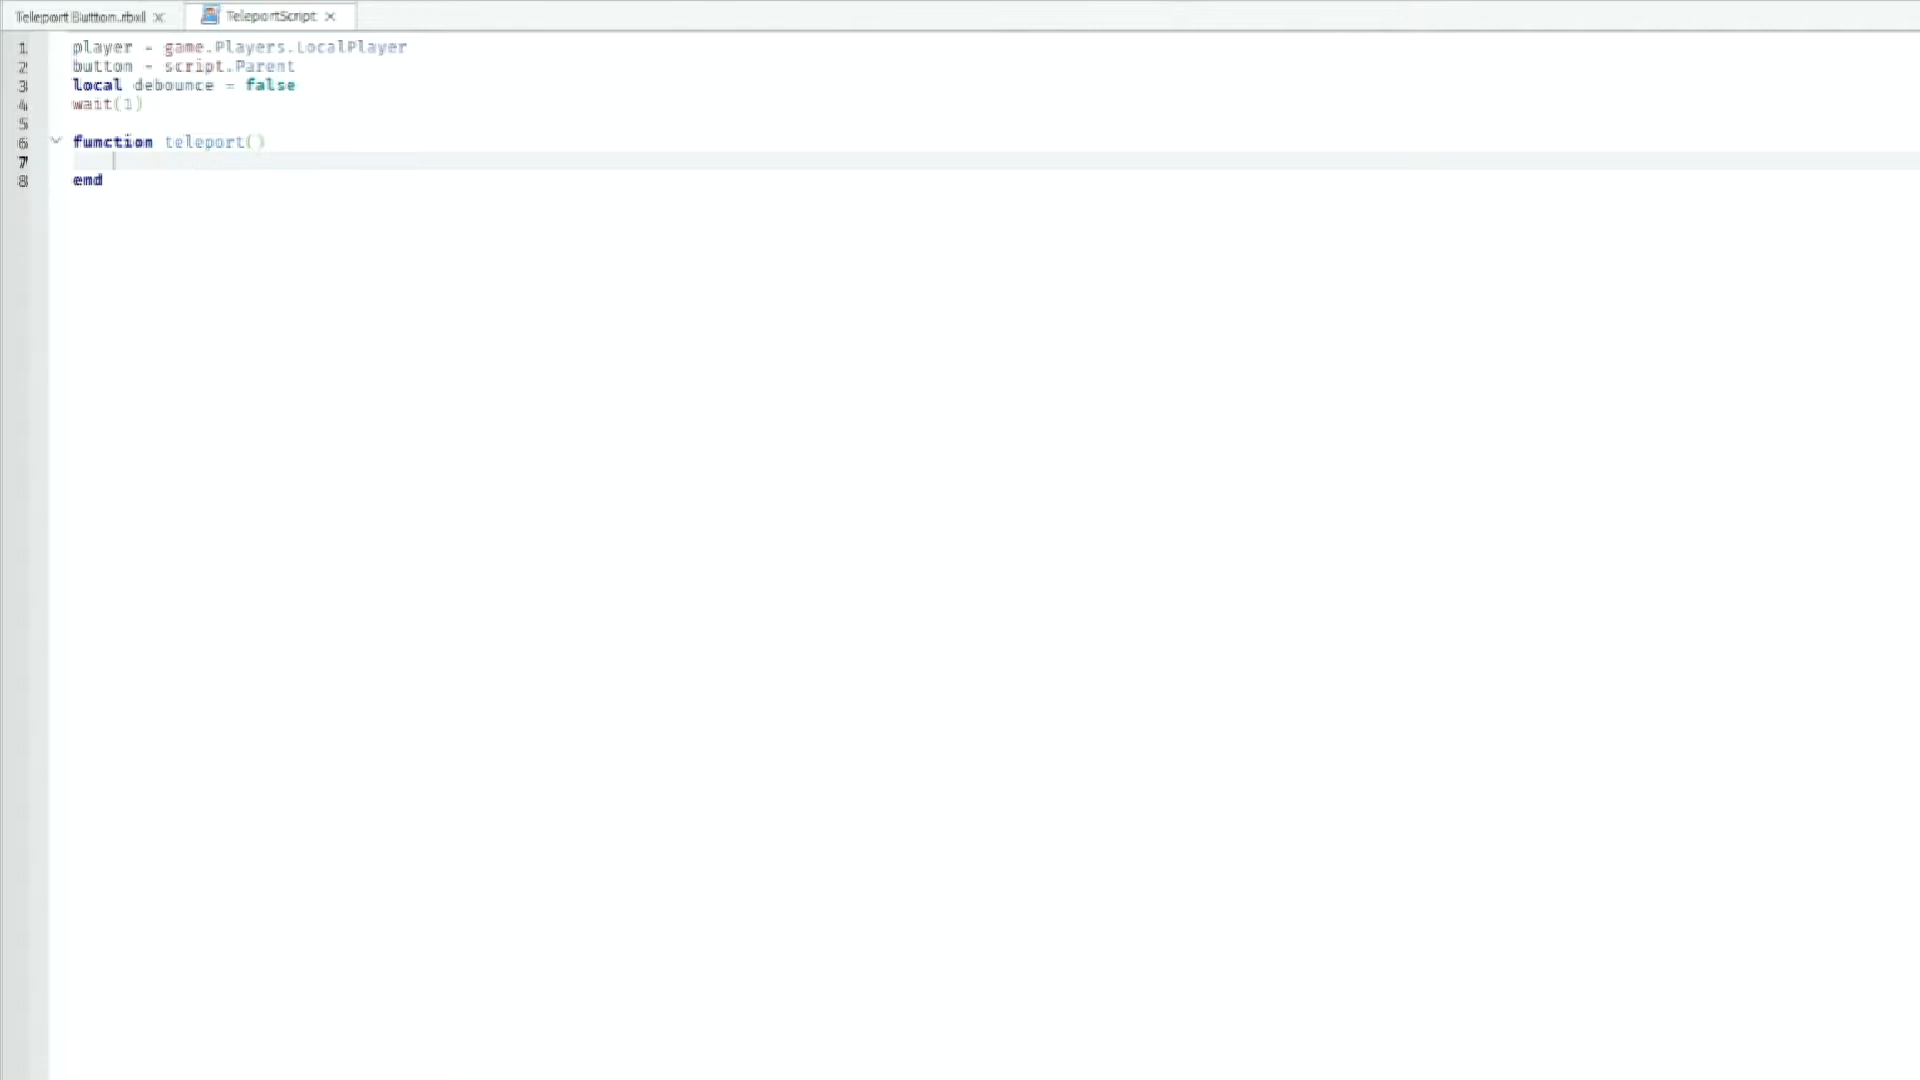 Teleport Button.rbxl ×
TeleportScript ×
1 player = game.Players.LocalPlayer
2 button = script.Parent
3 local debounce = false
4 wait(1)
5
6 function teleport()
7
8 end